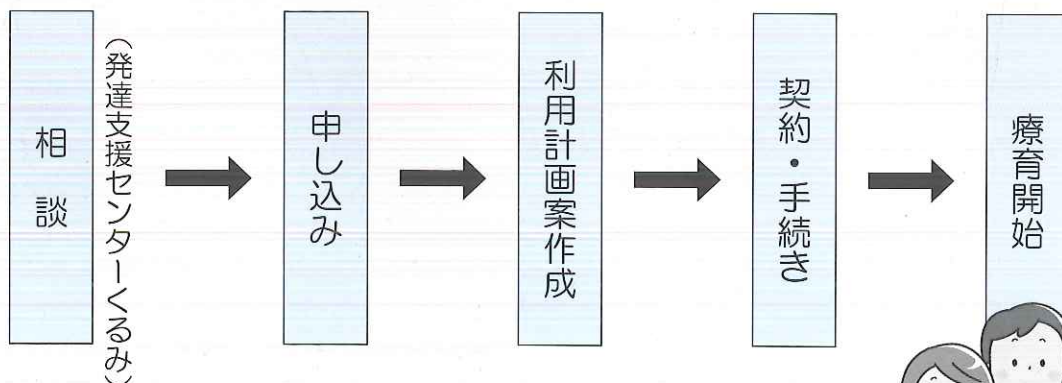 相談
（発達支援センターくるみ）
申し込み
利用計画案作成
契約・手続き
療育開始